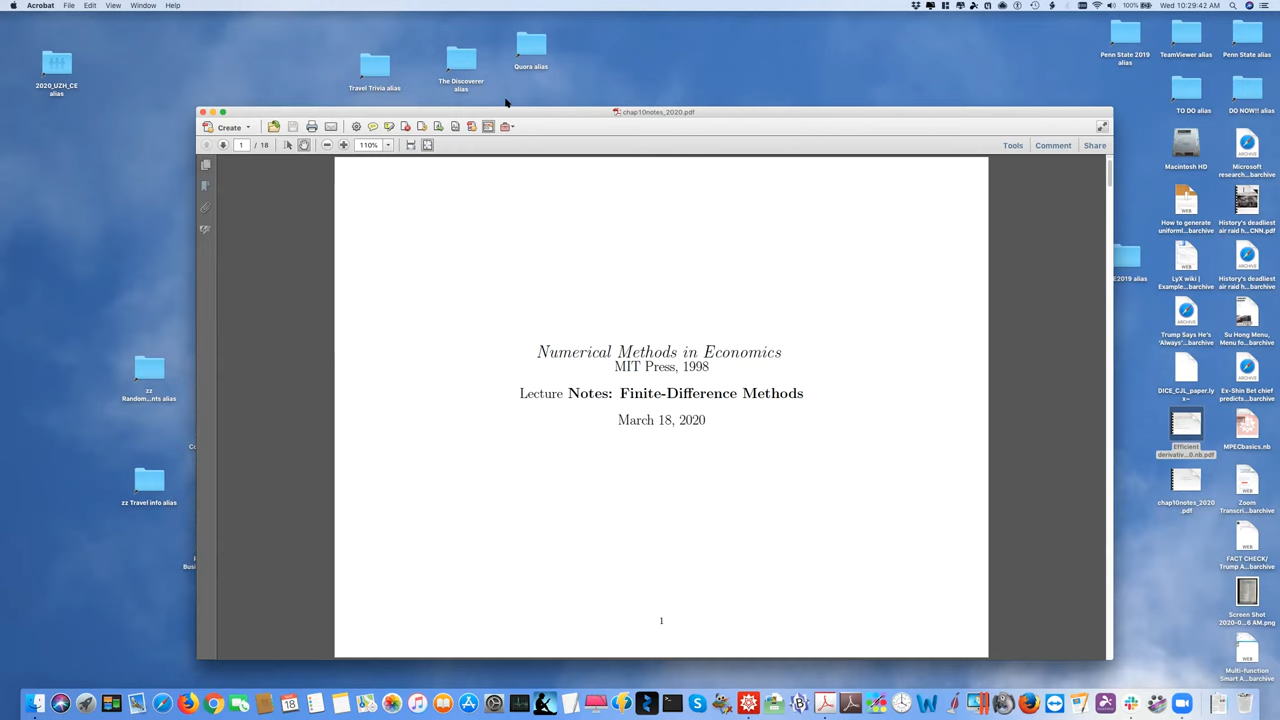 Acrobat File Edit View Window Help
100% Wed 10:29:42 AM
2020_UZH_CE
alias
Travel Trivia alias
The Discoverer
alias
Quora alias
Penn State 2019
alias
TeamViewer alias
Penn State alias
TO DO alias
DO NOW!! alias
chap10notes_2020.pdf
Create
1 / 18
110%
Tools Comment Share
Numerical Methods in Economics
MIT Press, 1998
Lecture Notes: Finite-Difference Methods
March 18, 2020
1
zz
Random...nts alias
zz Travel info alias
Macintosh HD
Microsoft
research...barchive
How to generate
uniforml...barchive
History's deadliest
air raid h...CNN.pdf
E2019 alias
LyX wiki |
Example...barchive
History's deadliest
...barchive
Trump Says He's
'Always'...barchive
Su Hong Menu,
Menu fo...barchive
DICE_CJL_paper.ly
x~
Ex-Shin Bet chief
predicts...barchive
Efficient
derivativ...0.nb.pdf
MPECbasics.nb
chap10notes_2020
.pdf
Zoom
Transcri...barchive
FACT CHECK/
Trump A...barchive
Screen Shot
2020-0...6 AM.png
Multi-function
Smart A...barchive